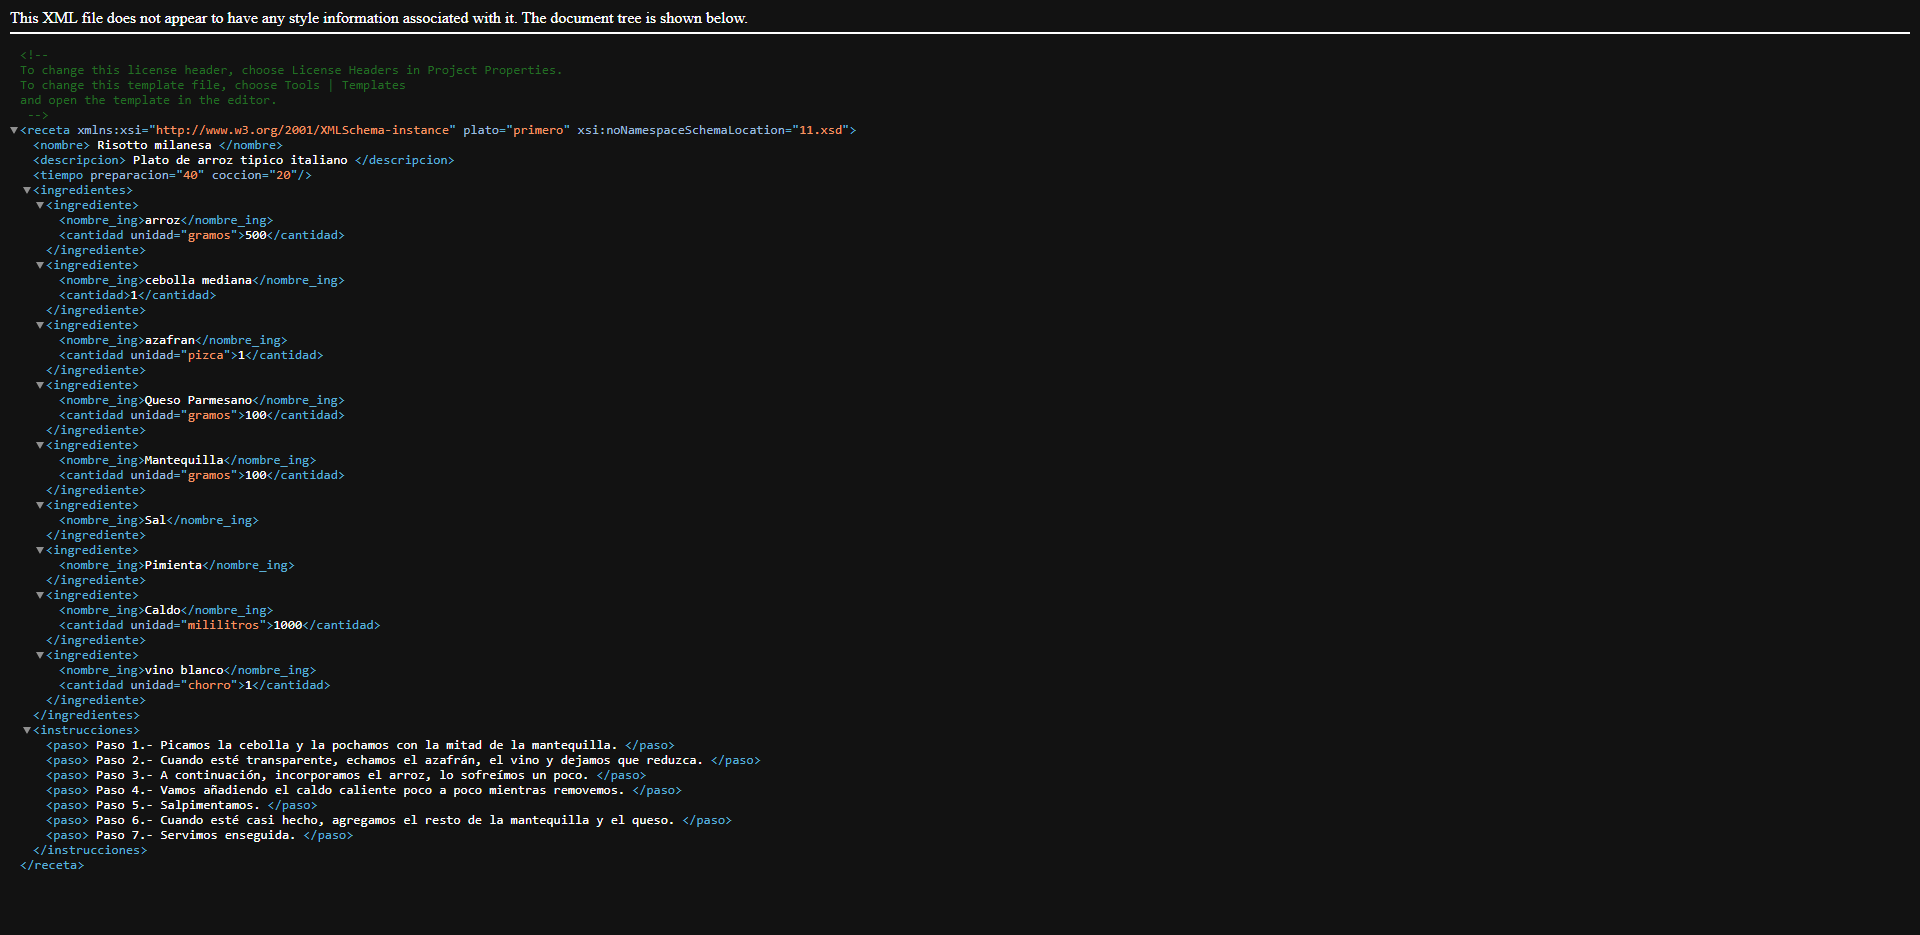 This XML file does not appear to have any style information associated with it. The document tree is shown below.
<!--
To change this license header, choose License Headers in Project Properties.
To change this template file, choose Tools | Templates
and open the template in the editor.
-->
▼<receta xmlns:xsi="http://www.w3.org/2001/XMLSchema-instance" plato="primero" xsi:noNamespaceSchemaLocation="11.xsd">
<nombre> Risotto milanesa </nombre>
<descripcion> Plato de arroz tipico italiano </descripcion>
<tiempo preparacion="40" coccion="20"/>
▼<ingredientes>
▼<ingrediente>
<nombre_ing>arroz</nombre_ing>
<cantidad unidad="gramos">500</cantidad>
</ingrediente>
▼<ingrediente>
<nombre_ing>cebolla mediana</nombre_ing>
<cantidad>1</cantidad>
</ingrediente>
▼<ingrediente>
<nombre_ing>azafran</nombre_ing>
<cantidad unidad="pizca">1</cantidad>
</ingrediente>
▼<ingrediente>
<nombre_ing>Queso Parmesano</nombre_ing>
<cantidad unidad="gramos">100</cantidad>
</ingrediente>
▼<ingrediente>
<nombre_ing>Mantequilla</nombre_ing>
<cantidad unidad="gramos">100</cantidad>
</ingrediente>
▼<ingrediente>
<nombre_ing>Sal</nombre_ing>
</ingrediente>
▼<ingrediente>
<nombre_ing>Pimienta</nombre_ing>
</ingrediente>
▼<ingrediente>
<nombre_ing>Caldo</nombre_ing>
<cantidad unidad="mililitros">1000</cantidad>
</ingrediente>
▼<ingrediente>
<nombre_ing>vino blanco</nombre_ing>
<cantidad unidad="chorro">1</cantidad>
</ingrediente>
</ingredientes>
▼<instrucciones>
<paso> Paso 1.- Picamos la cebolla y la pochamos con la mitad de la mantequilla. </paso>
<paso> Paso 2.- Cuando esté transparente, echamos el azafrán, el vino y dejamos que reduzca. </paso>
<paso> Paso 3.- A continuación, incorporamos el arroz, lo sofreímos un poco. </paso>
<paso> Paso 4.- Vamos añadiendo el caldo caliente poco a poco mientras removemos. </paso>
<paso> Paso 5.- Salpimentamos. </paso>
<paso> Paso 6.- Cuando esté casi hecho, agregamos el resto de la mantequilla y el queso. </paso>
<paso> Paso 7.- Servimos enseguida. </paso>
</instrucciones>
</receta>